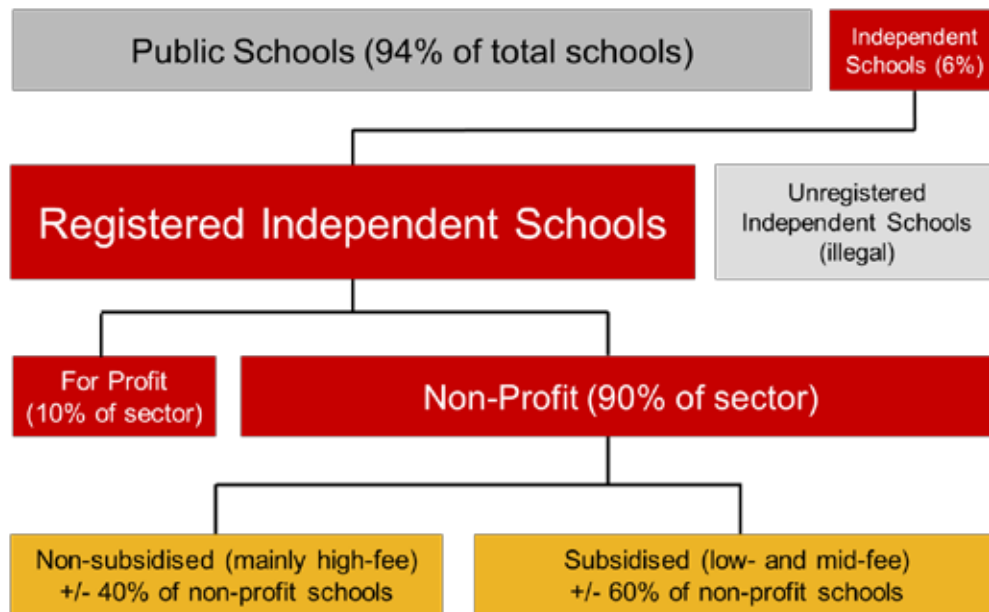 Public Schools (94% of total schools)
Independent
Schools (6%)
Registered Independent Schools
Unregistered
Independent Schools
(illegal)
For Profit
(10% of sector)
Non-Profit (90% of sector)
Non-subsidised (mainly high-fee)
+/- 40% of non-profit schools
Subsidised (low- and mid-fee)
+/- 60% of non-profit schools